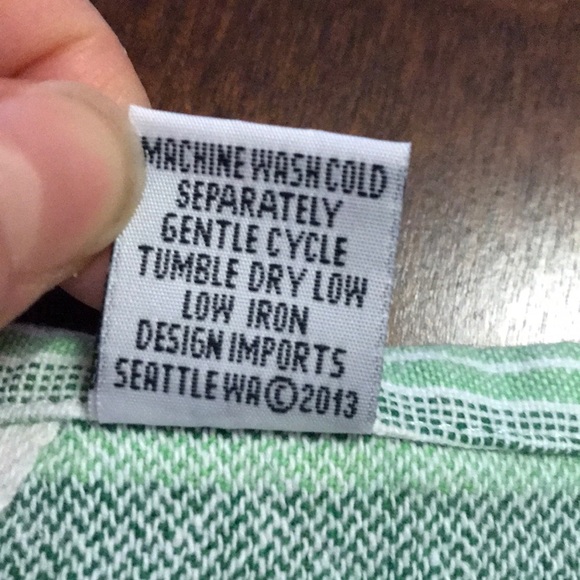 MACHINE WASH COLD
SEPARATELY
GENTLE CYCLE
TUMBLE DRY LOW
LOW IRON
DESIGN IMPORTS
SEATTLE WA ©2013